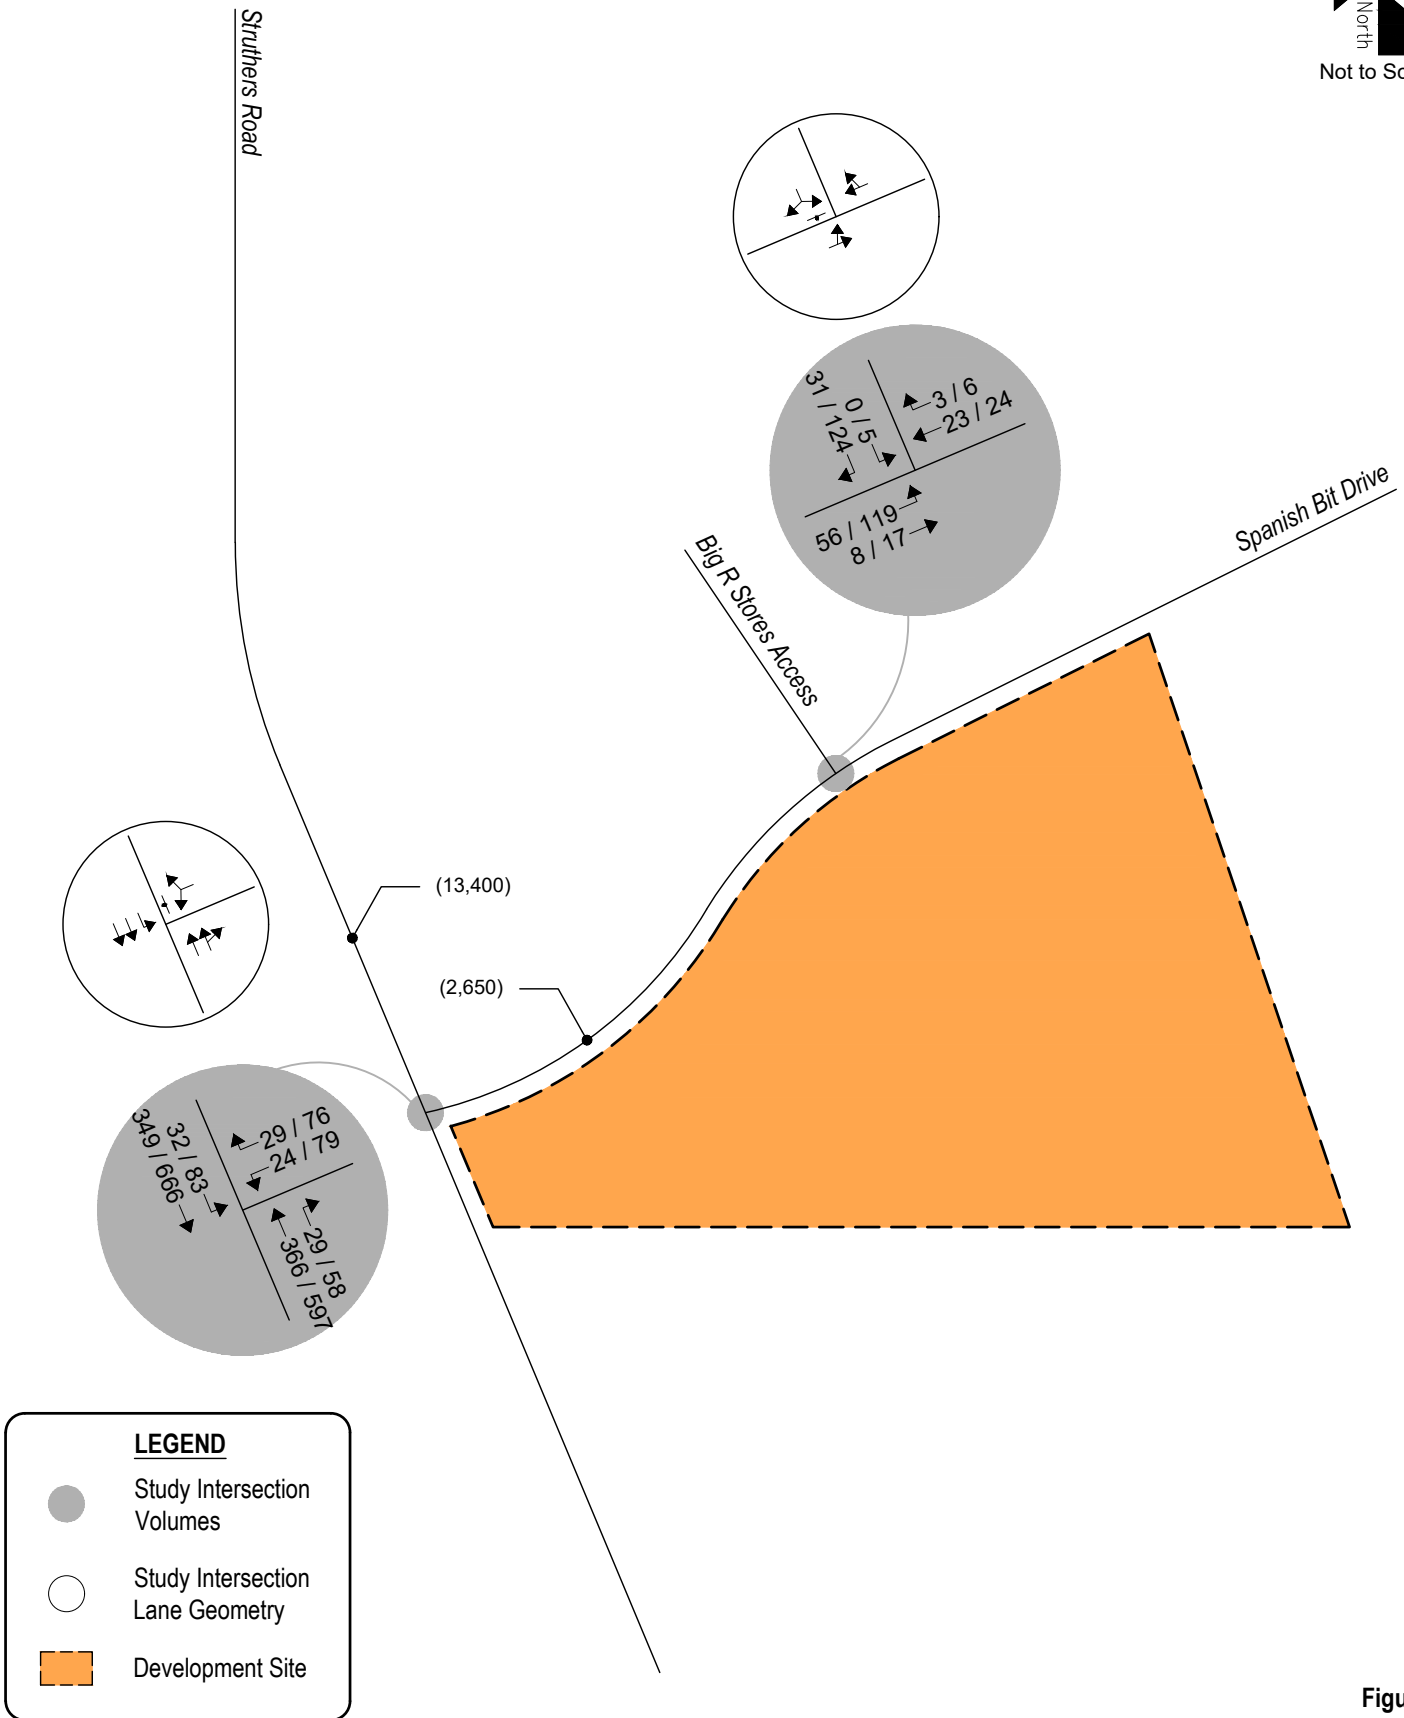 Struthers Road
North
Not to Sc
31 / 124
0 / 5
3 / 6
23 / 24
56 / 119
8 / 17
Spanish Bit Drive
Big R Stores Access
(13,400)
(2,650)
349 / 666
32 / 83
29 / 76
24 / 79
29 / 58
366 / 597
LEGEND
Study Intersection
Volumes
Study Intersection
Lane Geometry
Development Site
Figu